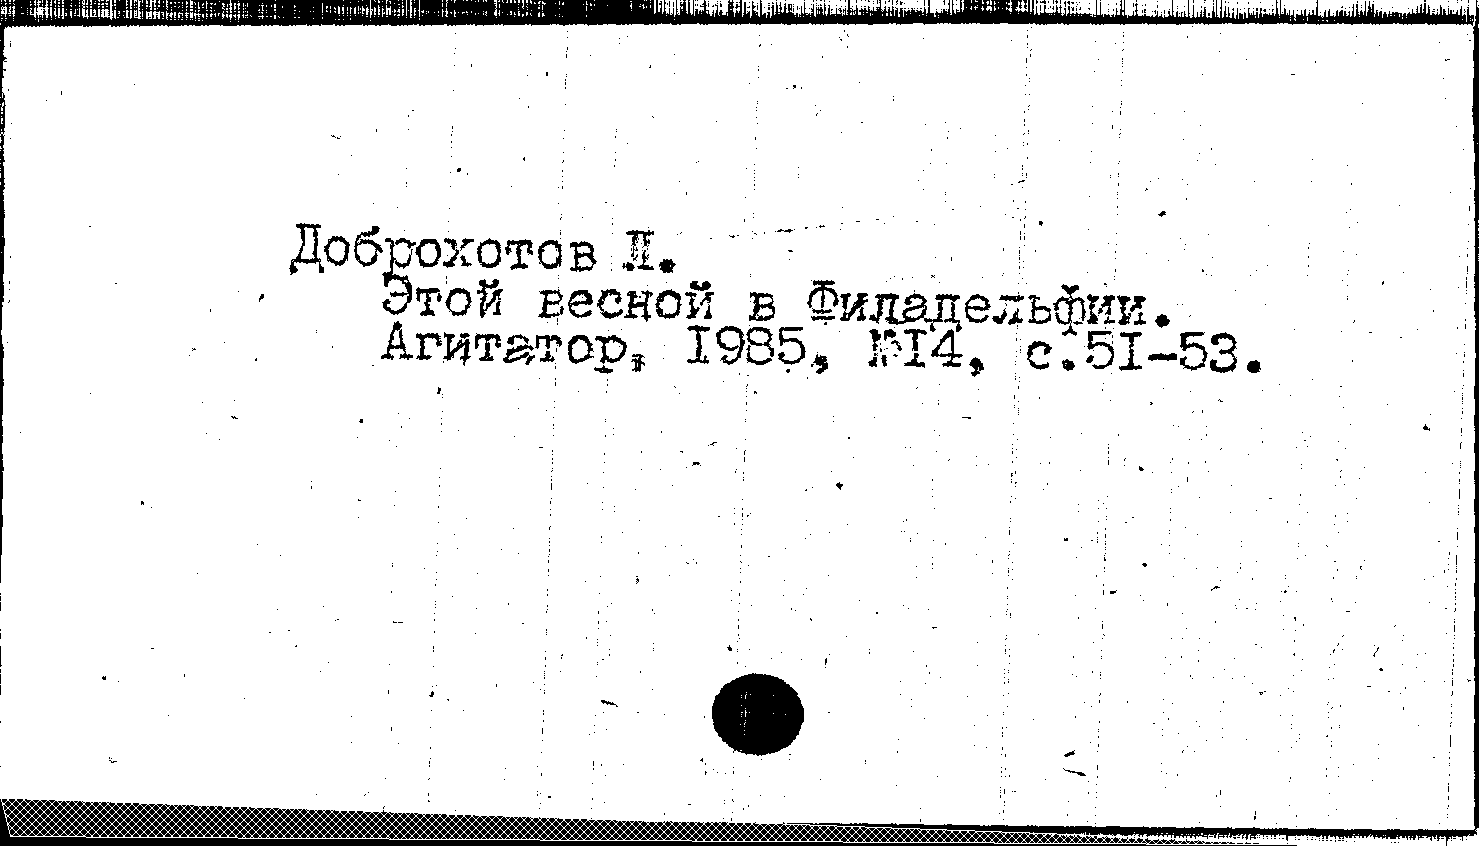 Доброхотов Л.
Этой весной в Филадельфии.
Агитатор, 1985, №14, с.51-53.